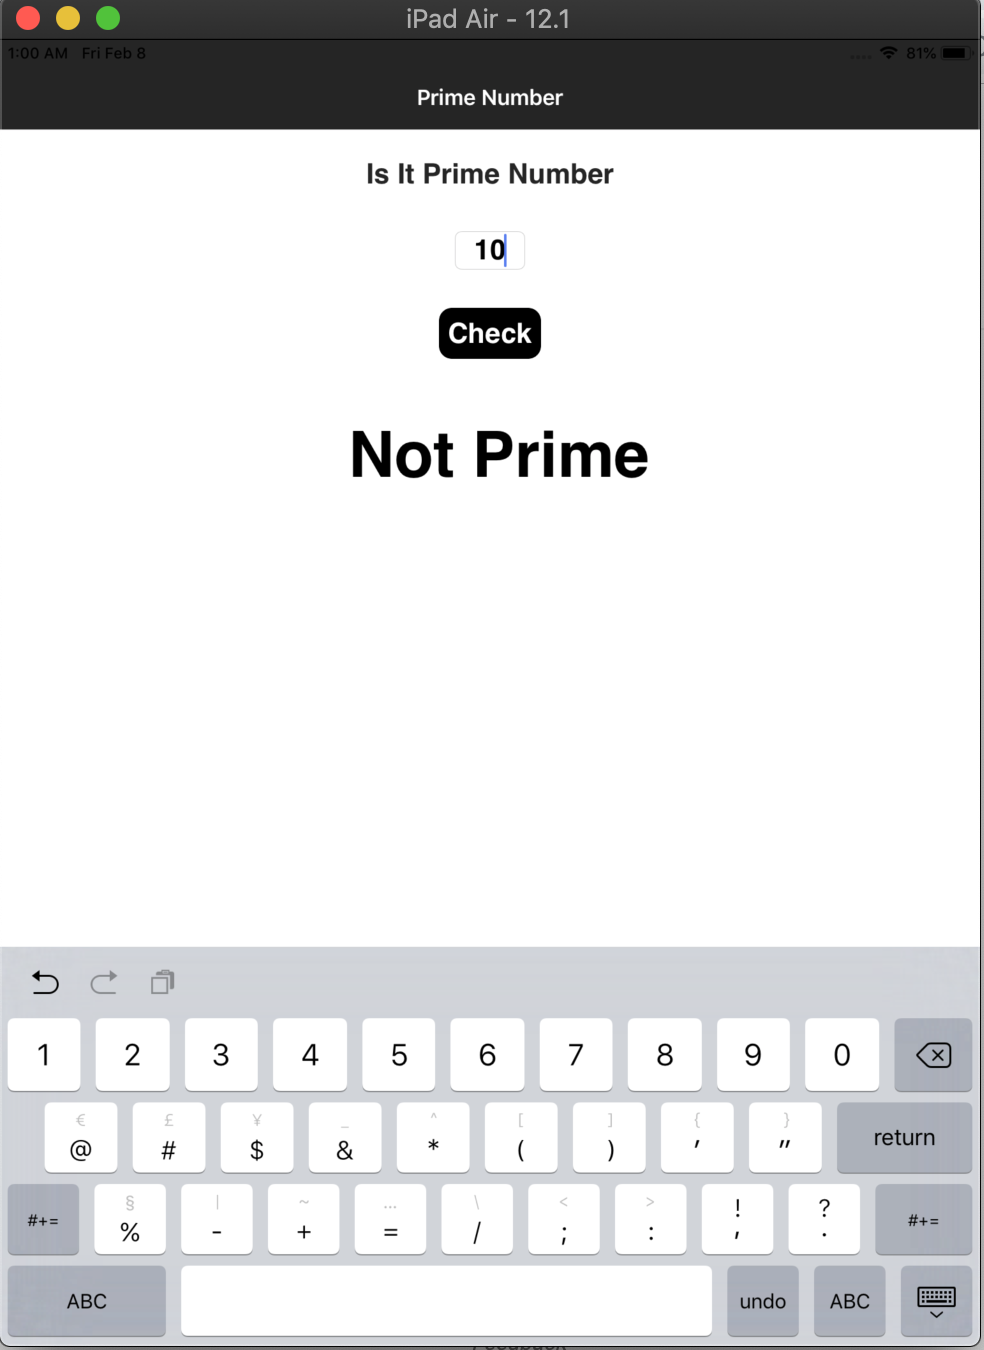 iPad Air - 12.1
1:00 AM Fri Feb 8
81%
Prime Number
Is It Prime Number
10
Check
Not Prime
1 2 3 4 5 6 7 8 9 0
€ £ ¥ _ ^ [ ] { }
@ # $ & * ( ) ' " return
§ | ~ … \ < > ! ?
#+= % - + = / ; : , . #+=
ABC undo ABC